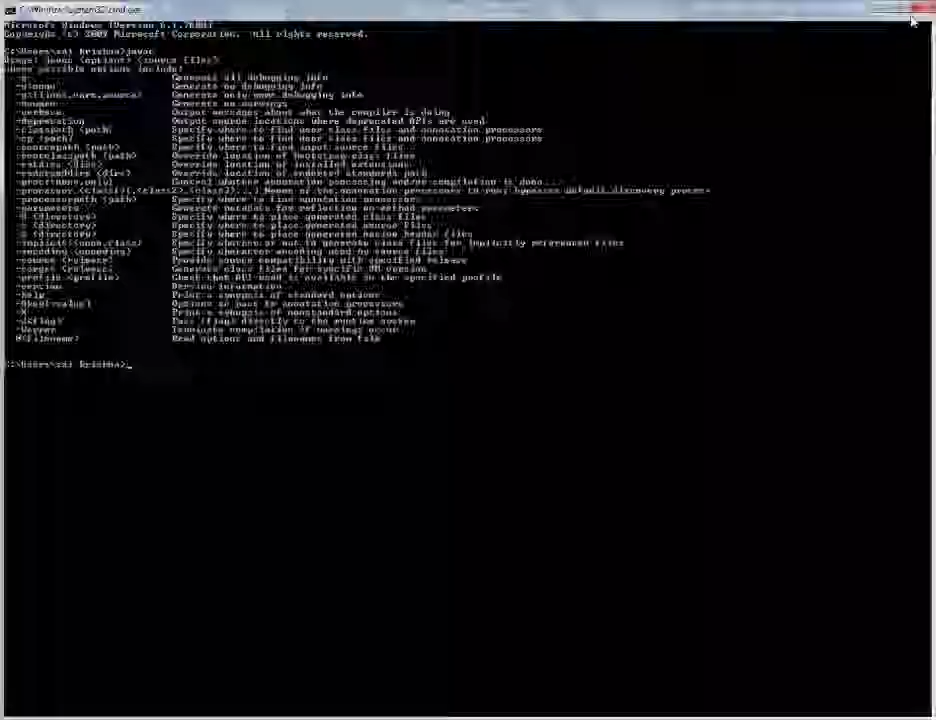 C:\Windows\system32\cmd.exe
Microsoft Windows [Version 6.1.7600]
Copyright (c) 2009 Microsoft Corporation. All rights reserved.
C:\Users\sai krishna>javac
Usage: javac <options> <source files>
where possible options include:
-g Generate all debugging info
-g:none Generate no debugging info
-g:{lines,vars,source} Generate only some debugging info
-nowarn Generate no warnings
-verbose Output messages about what the compiler is doing
-deprecation Output source locations where deprecated APIs are used
-classpath <path> Specify where to find user class files and annotation processors
-cp <path> Specify where to find user class files and annotation processors
-sourcepath <path> Specify where to find input source files
-bootclasspath <path> Override location of bootstrap class files
-extdirs <dirs> Override location of installed extensions
-endorseddirs <dirs> Override location of endorsed standards path
-proc:{none,only} Control whether annotation processing and/or compilation is done.
-processor <class1>[,<class2>,<class3>...] Names of the annotation processors to run; bypasses default discovery process
-processorpath <path> Specify where to find annotation processors
-parameters Generate metadata for reflection on method parameters
-d <directory> Specify where to place generated class files
-s <directory> Specify where to place generated source files
-h <directory> Specify where to place generated native header files
-implicit:{none,class} Specify whether or not to generate class files for implicitly referenced files
-encoding <encoding> Specify character encoding used by source files
-source <release> Provide source compatibility with specified release
-target <release> Generate class files for specific VM version
-profile <profile> Check that API used is available in the specified profile
-version Version information
-help Print a synopsis of standard options
-Akey[=value] Options to pass to annotation processors
-X Print a synopsis of nonstandard options
-J<flag> Pass <flag> directly to the runtime system
-Werror Terminate compilation if warnings occur
@<filename> Read options and filenames from file
C:\Users\sai krishna>_